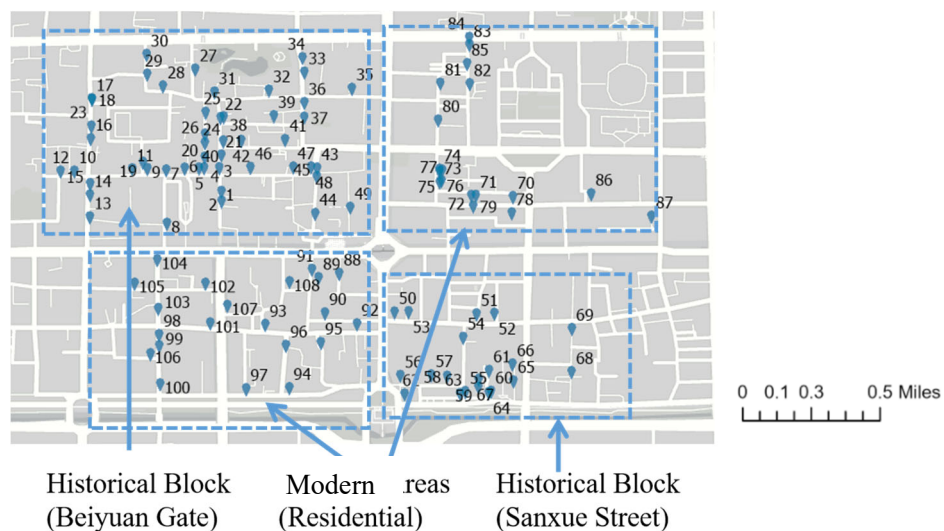 84
83
30 27 34 85
29 28 31 32 33 35 81 82
17
18 25 22 39 36 80
23 16 26 24 38 41 37
20 21
12 10 11 40 42 46 47 43 74
15 14 19 9 7 6 5 4 3 45 48 77 73
75 76 71 70 86
1 44 49
13 2 72 79 78 87
8
104 91 89 88
105 102 108
103 107 90 50 51
98 101 93 92 53 52 69
99 96 95 54
106 56 57 61 66 68
100 97 94 58 63 55 60 65
59 67
64
0 0.1 0.3 0.5 Miles
Historical Block Modern reas Historical Block
(Beiyuan Gate) (Residential) (Sanxue Street)